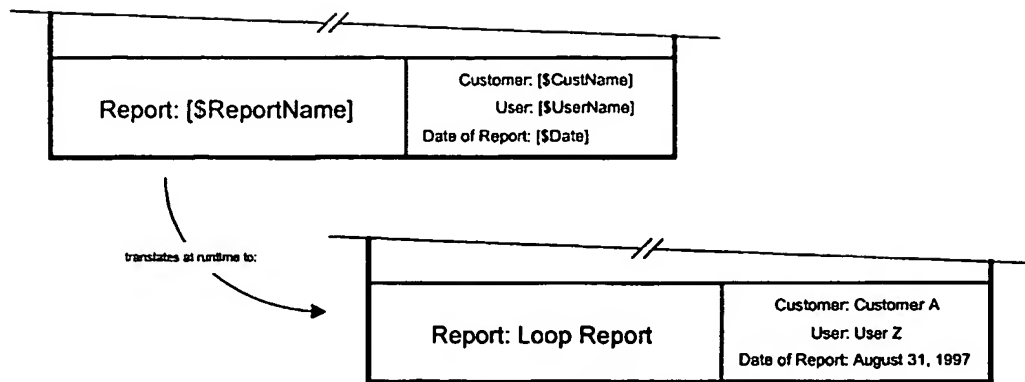 Report: [$ReportName]
Customer: [$CustName]
User: [$UserName]
Date of Report: [$Date]
translates at runtime to:
Report: Loop Report
Customer: Customer A
User: User Z
Date of Report: August 31, 1997